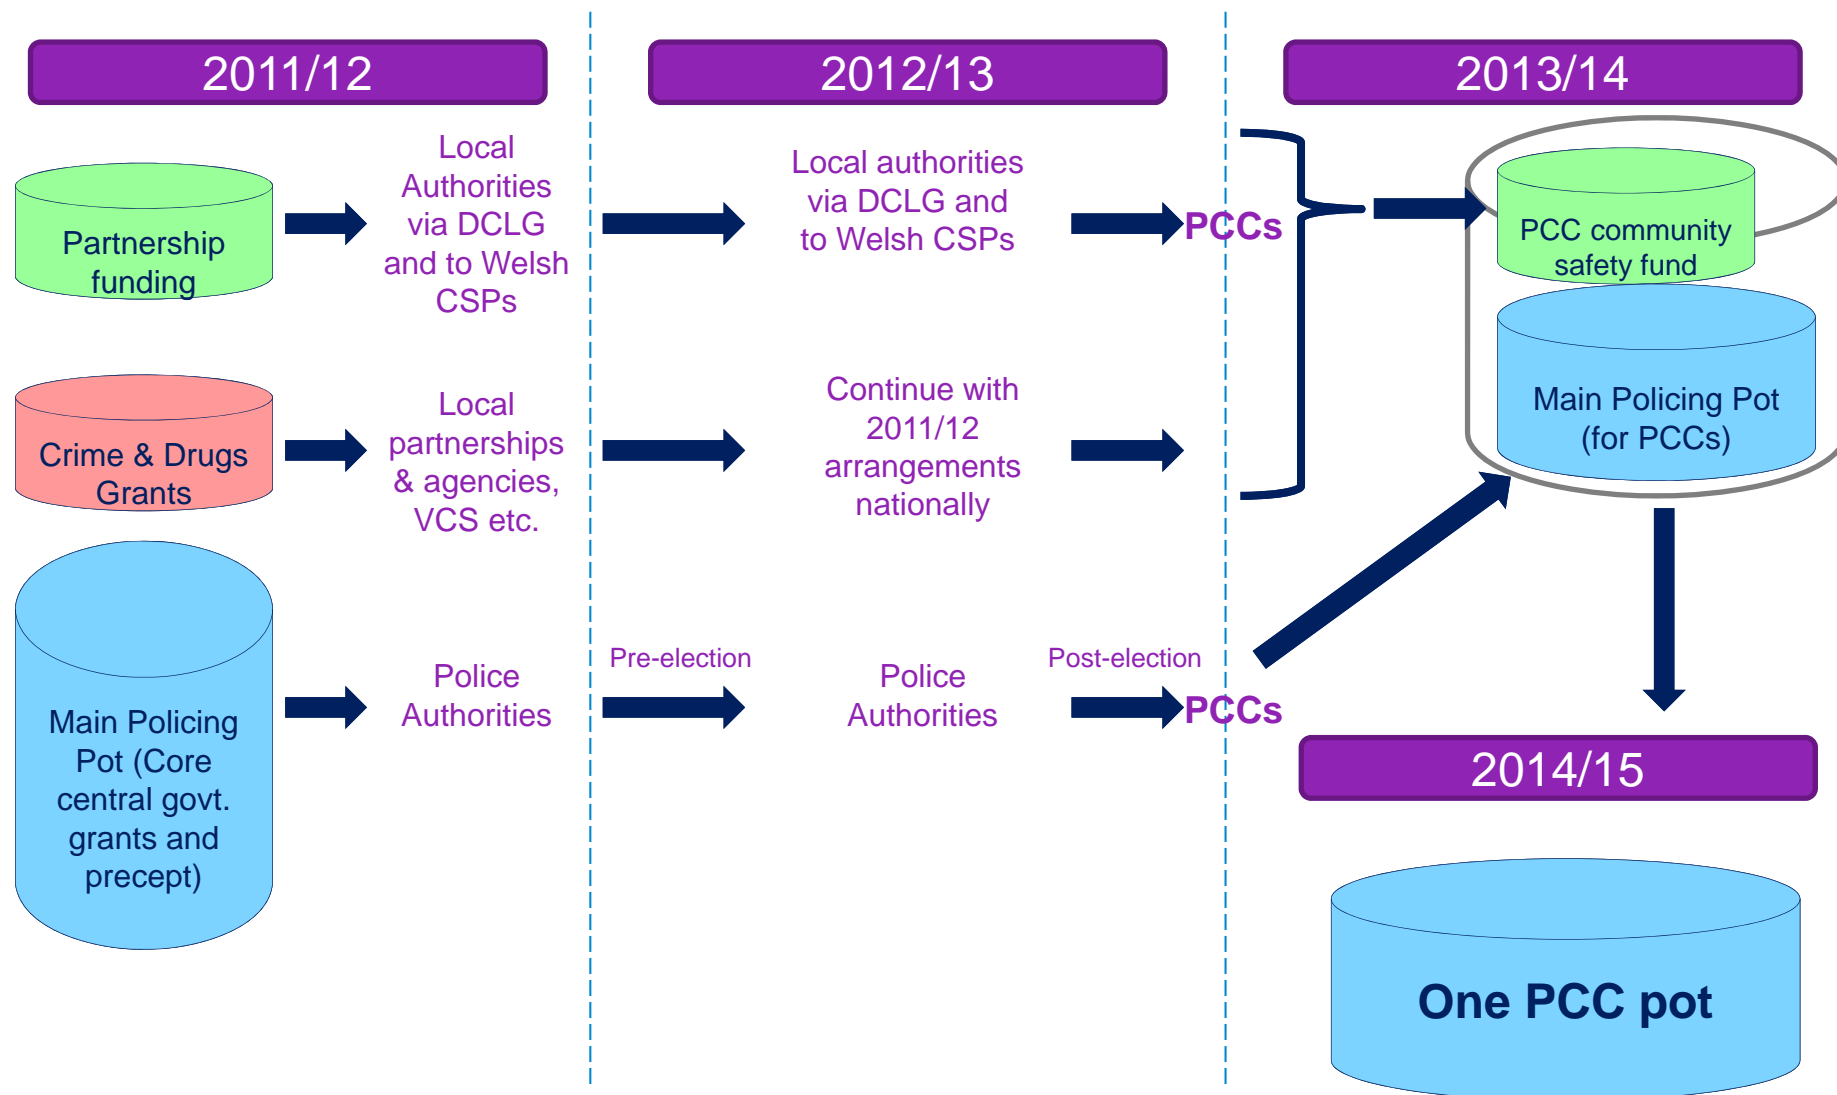 2011/12
2012/13
2013/14
Partnership
funding
Local
Authorities
via DCLG
and to Welsh
CSPs
Local authorities
via DCLG and
to Welsh CSPs
PCCs
PCC community
safety fund
Main Policing Pot
(for PCCs)
Crime & Drugs
Grants
Local
partnerships
& agencies,
VCS etc.
Continue with
2011/12
arrangements
nationally
Main Policing
Pot (Core
central govt.
grants and
precept)
Police
Authorities
Pre-election
Police
Authorities
Post-election
PCCs
2014/15
One PCC pot